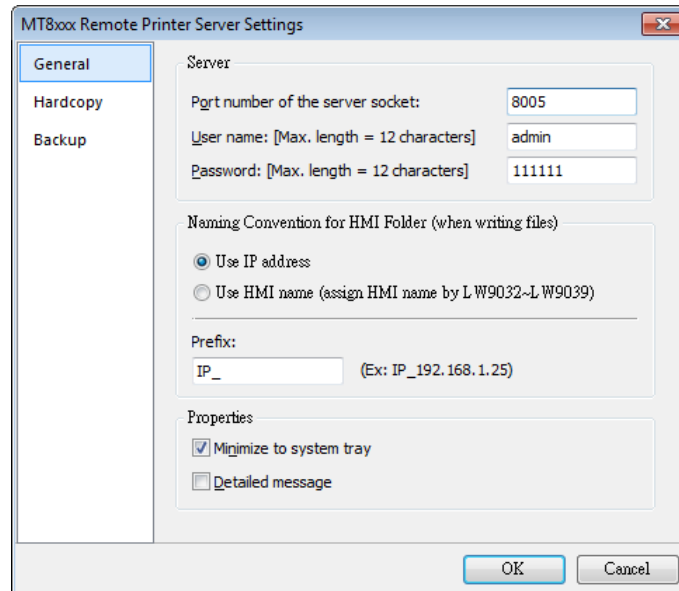 MT8xxx Remote Printer Server Settings
General
Hardcopy
Backup
Server
Port number of the server socket: 8005
User name: [Max. length = 12 characters] admin
Password: [Max. length = 12 characters] 111111
Naming Convention for HMI Folder (when writing files)
Use IP address
Use HMI name (assign HMI name by LW9032~LW9039)
Prefix:
IP_ (Ex: IP_192.168.1.25)
Properties
Minimize to system tray
Detailed message
OK Cancel